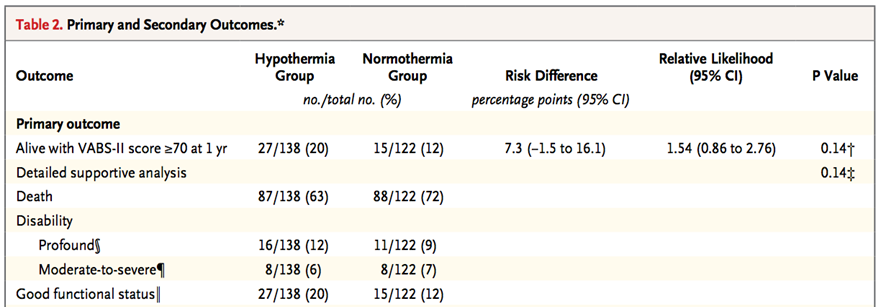 Table 2. Primary and Secondary Outcomes.*
Outcome Hypothermia Group Normothermia Group Risk Difference Relative Likelihood (95% CI) P Value
no./total no. (%) percentage points (95% CI)
Primary outcome
Alive with VABS-II score ≥70 at 1 yr 27/138 (20) 15/122 (12) 7.3 (–1.5 to 16.1) 1.54 (0.86 to 2.76) 0.14†
Detailed supportive analysis 0.14‡
Death 87/138 (63) 88/122 (72)
Disability
Profound§ 16/138 (12) 11/122 (9)
Moderate-to-severe¶ 8/138 (6) 8/122 (7)
Good functional status‖ 27/138 (20) 15/122 (12)